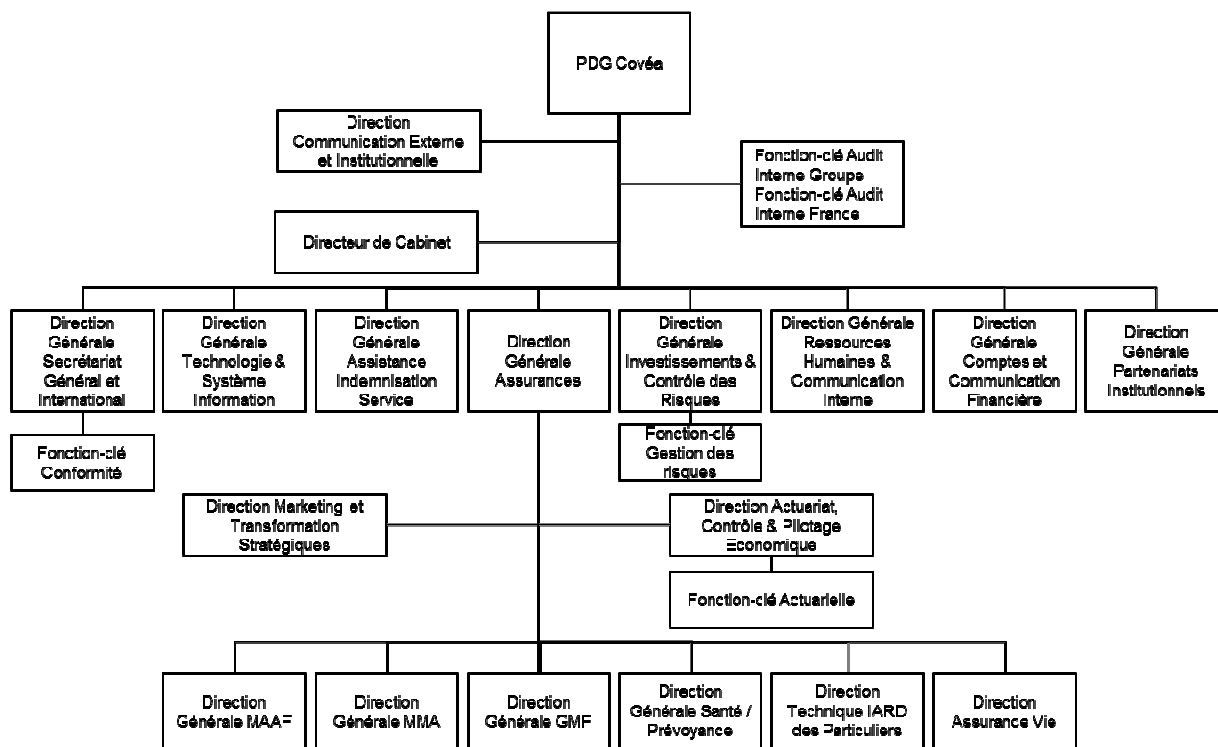 PDG Covéa
Direction
Communication Externe
et Institutionnelle
Fonction-clé Audit
Interne Groupe
Fonction-clé Audit
Interne France
Directeur de Cabinet
Direction
Générale
Secrétariat
Général et
International
Direction
Générale
Technologie &
Système
Information
Direction
Générale
Assistance
Indemnisation
Service
Direction
Générale
Assurances
Direction
Générale
Investissements &
Contrôle des
Risques
Direction Générale
Ressources
Humaines &
Communication
Interne
Direction
Générale
Comptes et
Communication
Financière
Direction
Générale
Partenariats
Institutionnels
Fonction-clé
Conformité
Fonction-clé
Gestion des
risques
Direction Marketing et
Transformation
Stratégiques
Direction Actuariat,
Contrôle & Pilotage
Economique
Fonction-clé Actuarielle
Direction
Générale MAAF
Direction
Générale MMA
Direction
Générale GMF
Direction
Générale Santé /
Prévoyance
Direction
Technique IARD
des Particuliers
Direction
Assurance Vie